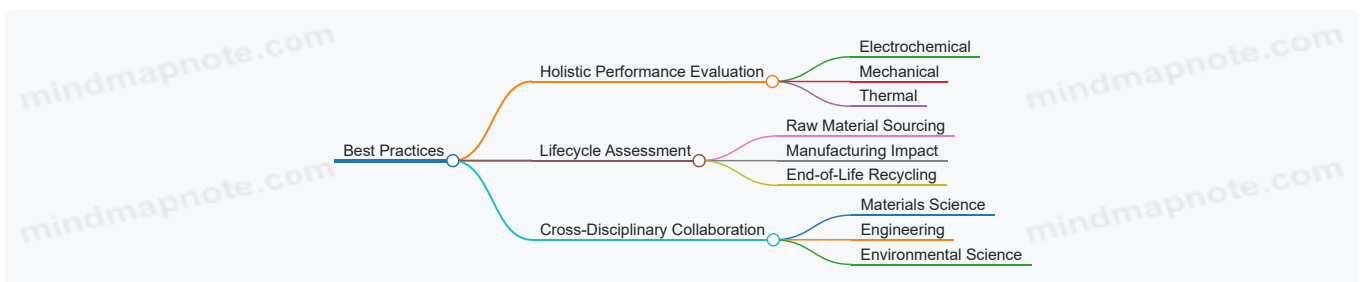 Best Practices
Holistic Performance Evaluation
Electrochemical
Mechanical
Thermal
Lifecycle Assessment
Raw Material Sourcing
Manufacturing Impact
End-of-Life Recycling
Cross-Disciplinary Collaboration
Materials Science
Engineering
Environmental Science
mindmapnote.com
mindmapnote.com
mindmapnote.com
mindmapnote.com